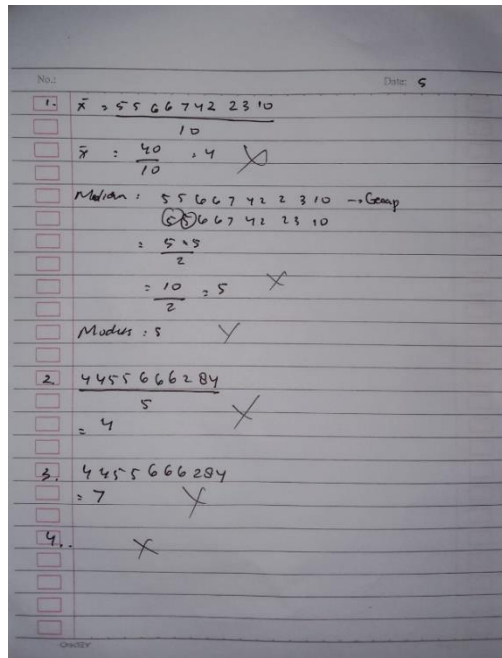 No.: Date: 5
1. x̄ = 5 5 6 6 7 4 2 2 3 10
10
x̄ = 40 = 4
10
Median : 5 5 6 6 7 4 2 2 3 10 → Genap
5 5 6 6 7 4 2 2 3 10
= 5 + 5
2
= 10 = 5
2
Modus : 5
2. 4 4 5 5 6 6 6 2 8 4
5
= 4
3. 4 4 5 5 6 6 6 2 8 4
= 7
4..